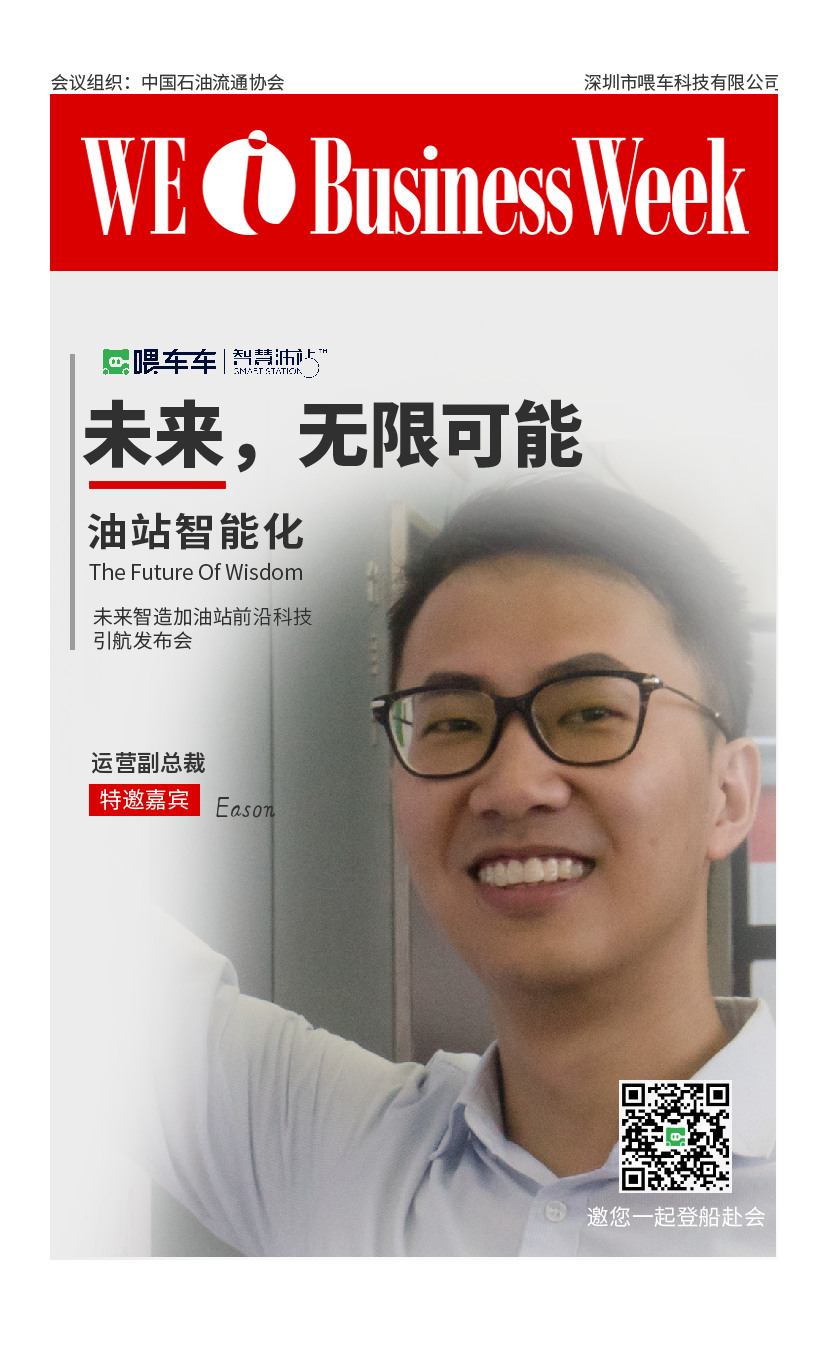 会议组织：中国石油流通协会
深圳市喂车科技有限公司
WE i BusinessWeek
喂车车 智慧油站™
SMART STATION
未来，无限可能
油站智能化
The Future Of Wisdom
未来智造加油站前沿科技
引航发布会
运营副总裁
特邀嘉宾
Eason
邀您一起登船赴会